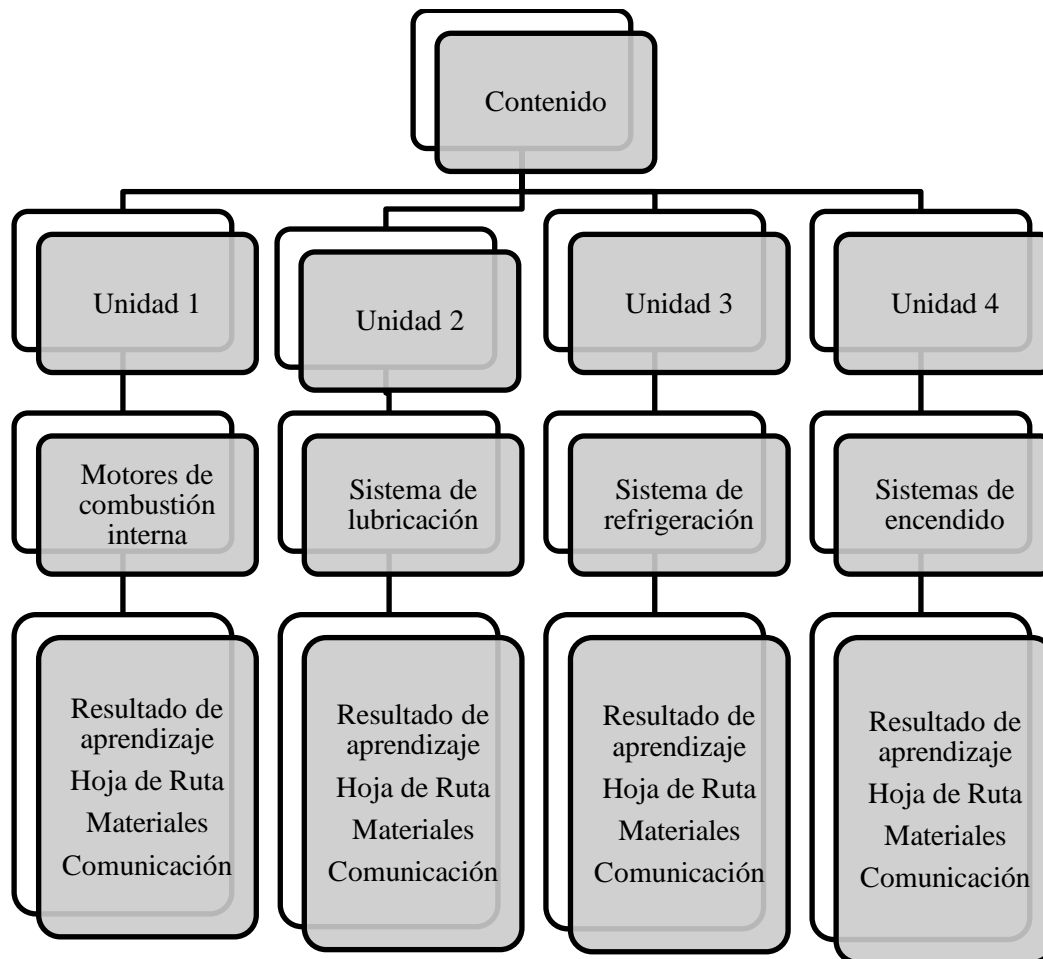 Contenido
Unidad 1
Unidad 2
Unidad 3
Unidad 4
Motores de
combustión
interna
Sistema de
lubricación
Sistema de
refrigeración
Sistemas de
encendido
Resultado de
aprendizaje
Hoja de Ruta
Materiales
Comunicación
Resultado de
aprendizaje
Hoja de Ruta
Materiales
Comunicación
Resultado de
aprendizaje
Hoja de Ruta
Materiales
Comunicación
Resultado de
aprendizaje
Hoja de Ruta
Materiales
Comunicación